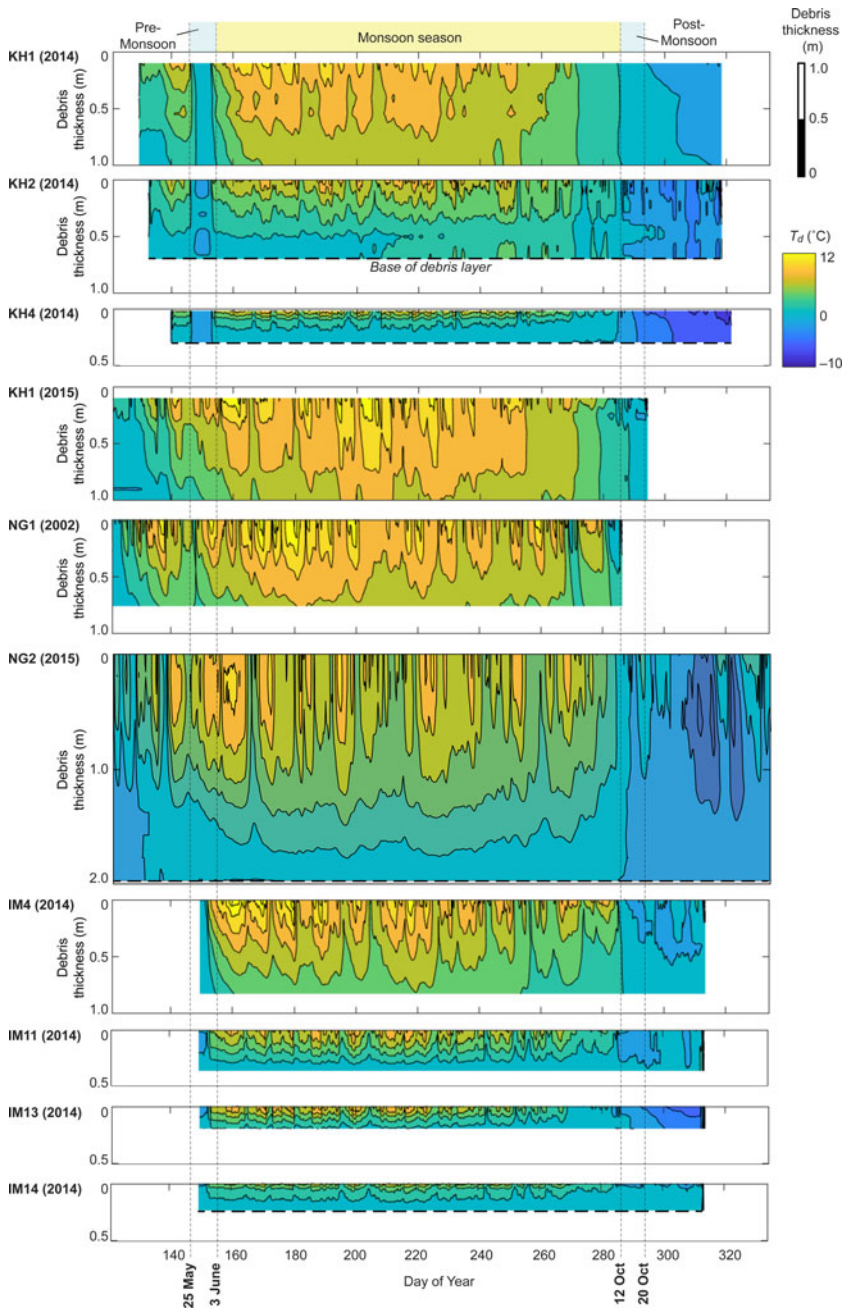 Pre-
Monsoon
Monsoon season
Post-
Monsoon
Debris
thickness
(m)
1.0
0.5
0
T_d (˚C)
12
0
–10
KH1 (2014)
0
0.5
1.0
Debris
thickness (m)
KH2 (2014)
0
0.5
1.0
Debris
thickness (m)
Base of debris layer
KH4 (2014)
0
0.5
KH1 (2015)
0
0.5
1.0
Debris
thickness (m)
NG1 (2002)
0
0.5
1.0
Debris
thickness (m)
NG2 (2015)
0
1.0
2.0
Debris
thickness (m)
IM4 (2014)
0
0.5
1.0
Debris
thickness (m)
IM11 (2014)
0
0.5
IM13 (2014)
0
0.5
IM14 (2014)
0
0.5
140 160 180 200 220 240 260 280 300 320
25 May
3 June
Day of Year
12 Oct
20 Oct